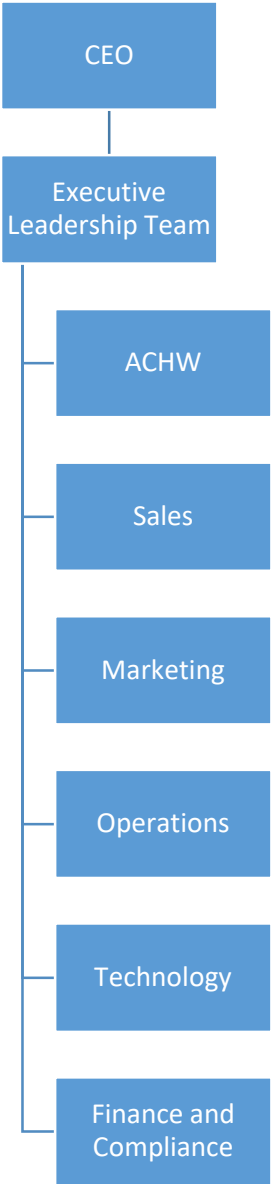 CEO
Executive
Leadership Team
ACHW
Sales
Marketing
Operations
Technology
Finance and
Compliance